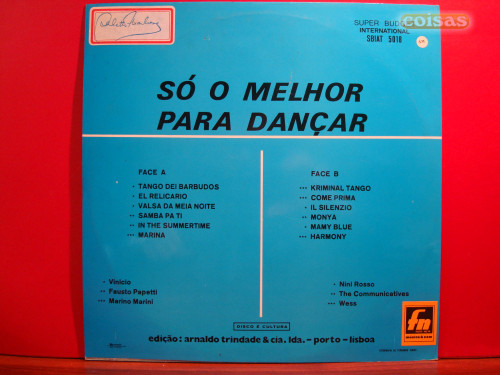 coisas
SUPER BUDGET
INTERNATIONAL
SBIAT 5018
SÓ O MELHOR
PARA DANÇAR
FACE A
· TANGO DEI BARBUDOS
· EL RELICARIO
· VALSA DA MEIA NOITE
·· SAMBA PA TI
·· IN THE SUMMERTIME
··· MARINA
· Vinicio
·· Fausto Papetti
··· Marino Marini
FACE B
··· KRIMINAL TANGO
··· COME PRIMA
· IL SILENZIO
·· MONYA
· MAMY BLUE
··· HARMONY
· Nini Rosso
·· The Communicatives
··· Wess
DISCO É CULTURA
edição : arnaldo trindade & cia. lda. – porto – lisboa
fn